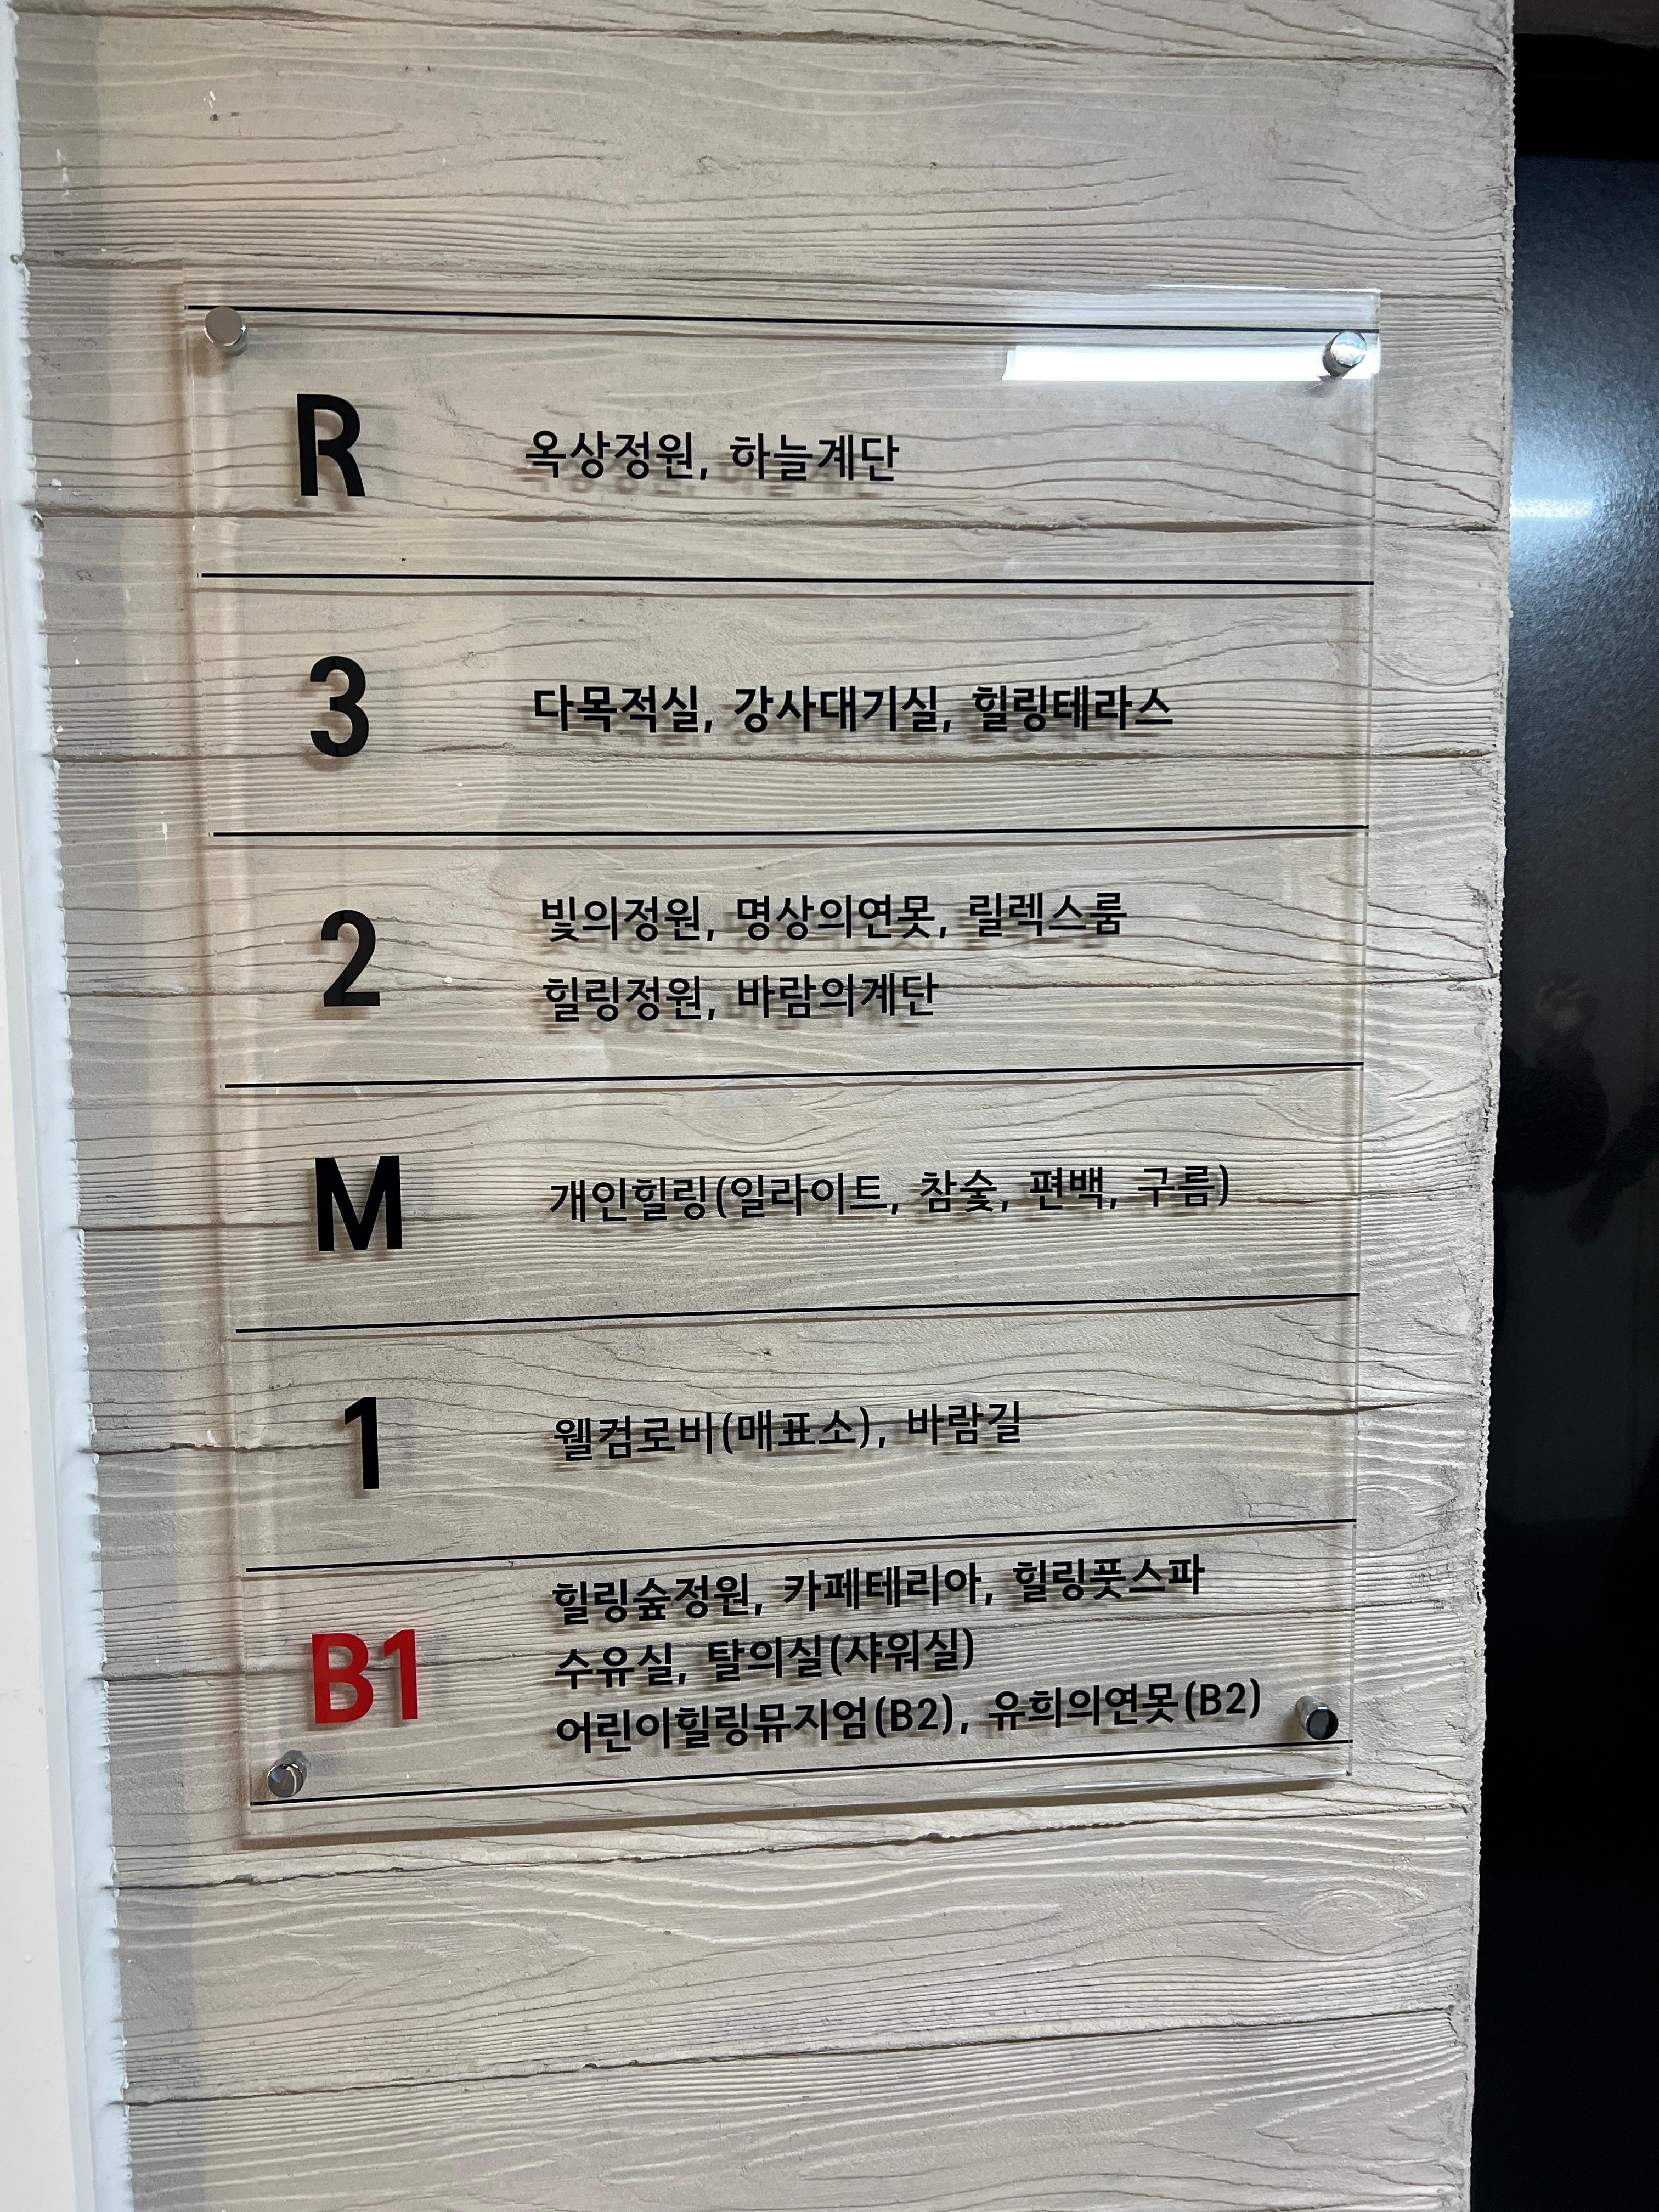 R 옥상정원, 하늘계단
3 다목적실, 강사대기실, 힐링테라스
2 빛의정원, 명상의연못, 릴렉스룸
힐링정원, 바람의계단
M 개인힐링(일라이트, 참숯, 편백, 구름)
1 웰컴로비(매표소), 바람길
B1 힐링숲정원, 카페테리아, 힐링풋스파
수유실, 탈의실(샤워실)
어린이힐링뮤지엄(B2), 유희의연못(B2)